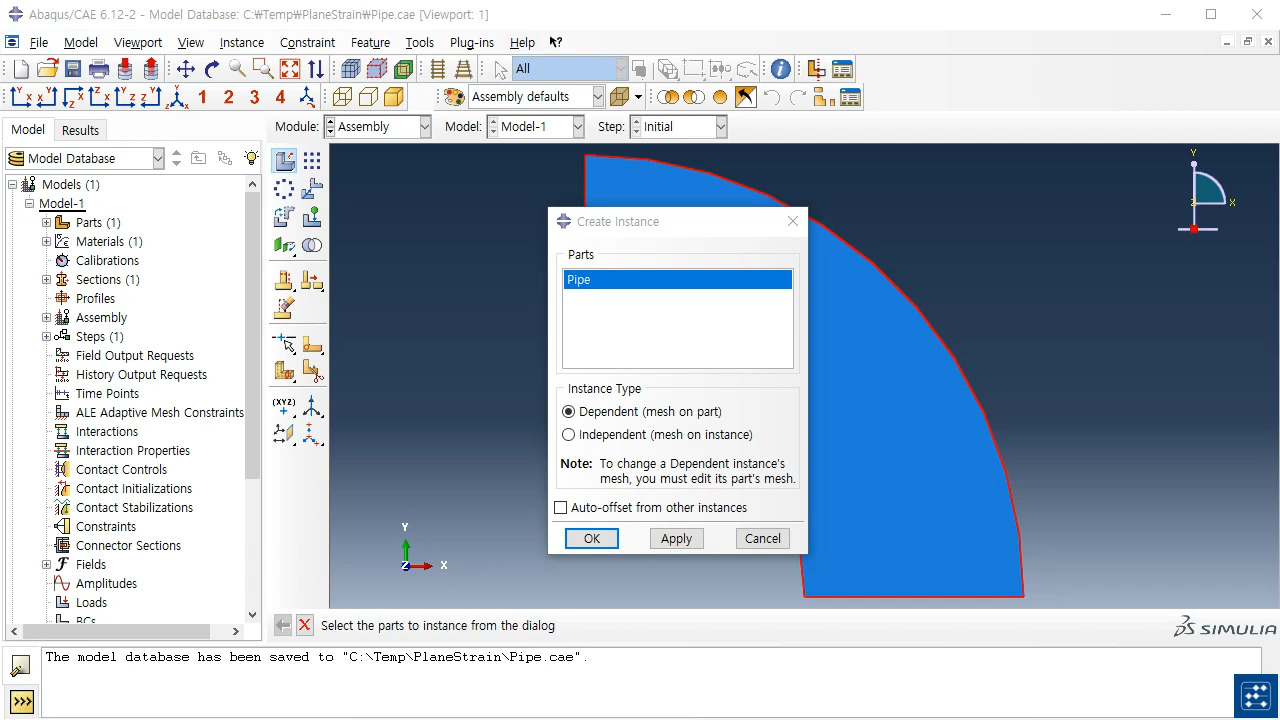 Abaqus/CAE 6.12-2 - Model Database: C:₩Temp₩PlaneStrain₩Pipe.cae [Viewport: 1]
File Model Viewport View Instance Constraint Feature Tools Plug-ins Help
All
1 2 3 4
Assembly defaults
Model Results
Module: Assembly Model: Model-1 Step: Initial
Model Database
Models (1)
Model-1
Parts (1)
Materials (1)
Calibrations
Sections (1)
Profiles
Assembly
Steps (1)
Field Output Requests
History Output Requests
Time Points
ALE Adaptive Mesh Constraints
Interactions
Interaction Properties
Contact Controls
Contact Initializations
Contact Stabilizations
Constraints
Connector Sections
Fields
Amplitudes
Loads
BCs
(XYZ)
Y
X
Z
Create Instance
Parts
Pipe
Instance Type
Dependent (mesh on part)
Independent (mesh on instance)
Note: To change a Dependent instance's
mesh, you must edit its part's mesh.
Auto-offset from other instances
OK Apply Cancel
Y
Z X
Select the parts to instance from the dialog
SIMULIA
The model database has been saved to "C:\Temp\PlaneStrain\Pipe.cae".
>>>